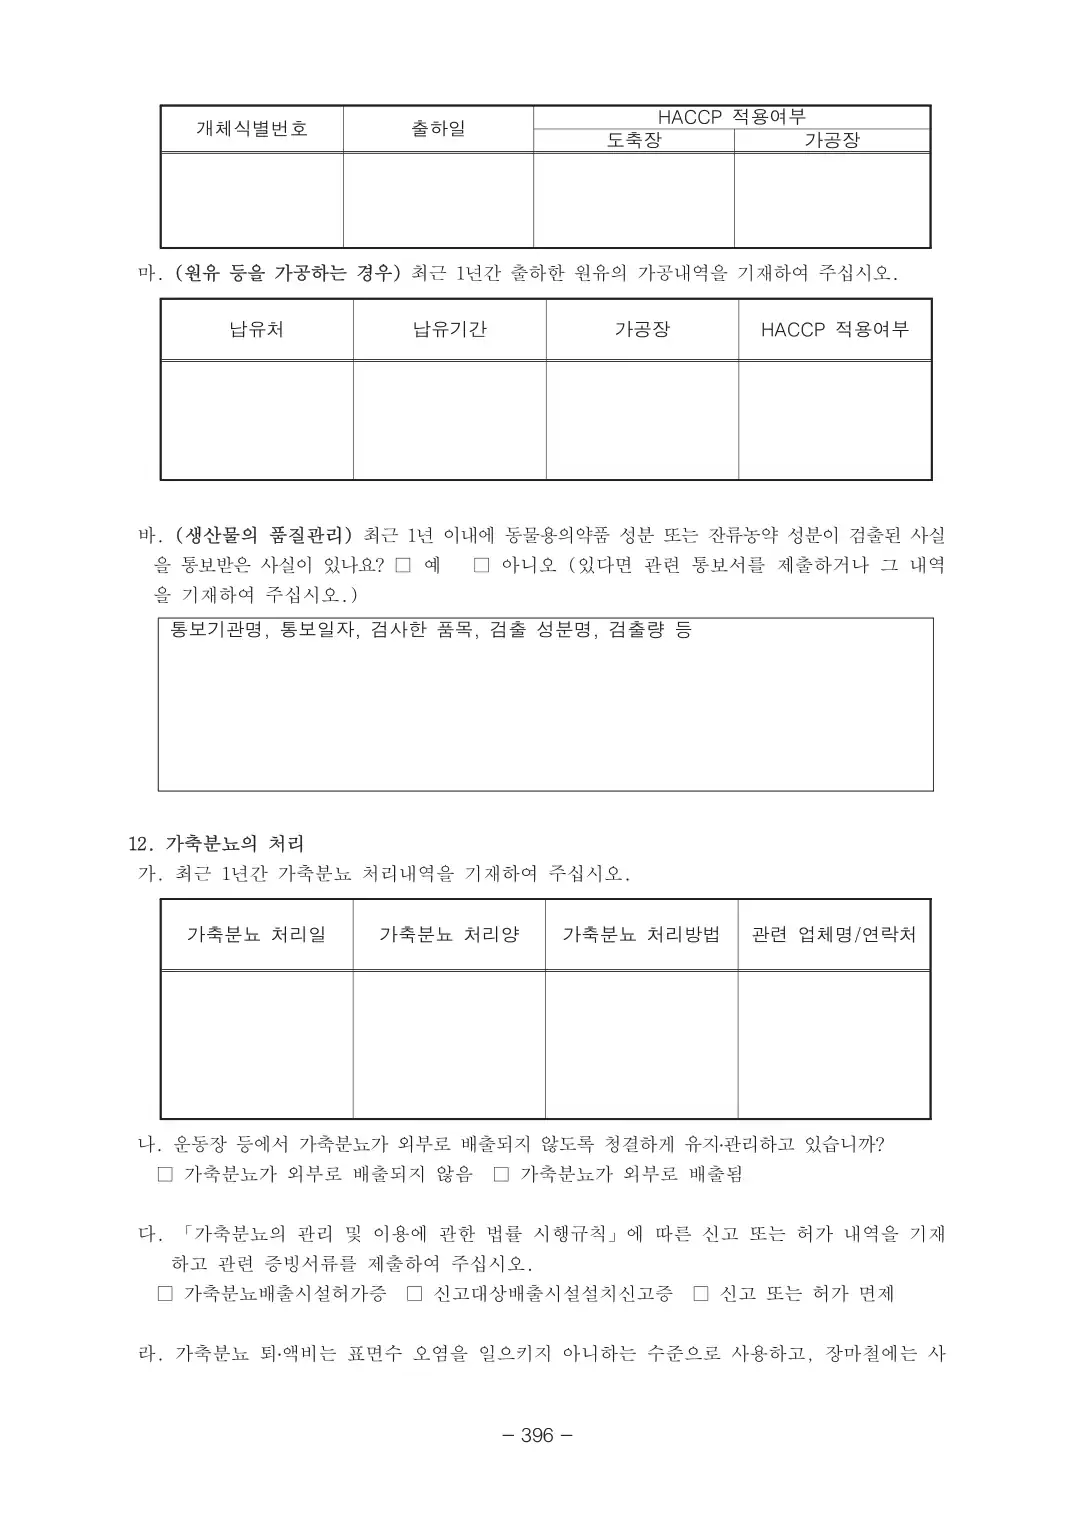 개체식별번호 출하일 HACCP 적용여부
도축장 가공장
마. (원유 등을 가공하는 경우) 최근 1년간 출하한 원유의 가공내역을 기재하여 주십시오.
납유처 납유기간 가공장 HACCP 적용여부
바. (생산물의 품질관리) 최근 1년 이내에 동물용의약품 성분 또는 잔류농약 성분이 검출된 사실
을 통보받은 사실이 있나요? □ 예 □ 아니오 (있다면 관련 통보서를 제출하거나 그 내역
을 기재하여 주십시오.)
통보기관명, 통보일자, 검사한 품목, 검출 성분명, 검출량 등
12. 가축분뇨의 처리
가. 최근 1년간 가축분뇨 처리내역을 기재하여 주십시오.
가축분뇨 처리일 가축분뇨 처리양 가축분뇨 처리방법 관련 업체명/연락처
나. 운동장 등에서 가축분뇨가 외부로 배출되지 않도록 청결하게 유지·관리하고 있습니까?
□ 가축분뇨가 외부로 배출되지 않음 □ 가축분뇨가 외부로 배출됨
다. 「가축분뇨의 관리 및 이용에 관한 법률 시행규칙」에 따른 신고 또는 허가 내역을 기재
하고 관련 증빙서류를 제출하여 주십시오.
□ 가축분뇨배출시설허가증 □ 신고대상배출시설설치신고증 □ 신고 또는 허가 면제
라. 가축분뇨 퇴·액비는 표면수 오염을 일으키지 아니하는 수준으로 사용하고, 장마철에는 사
- 396 -